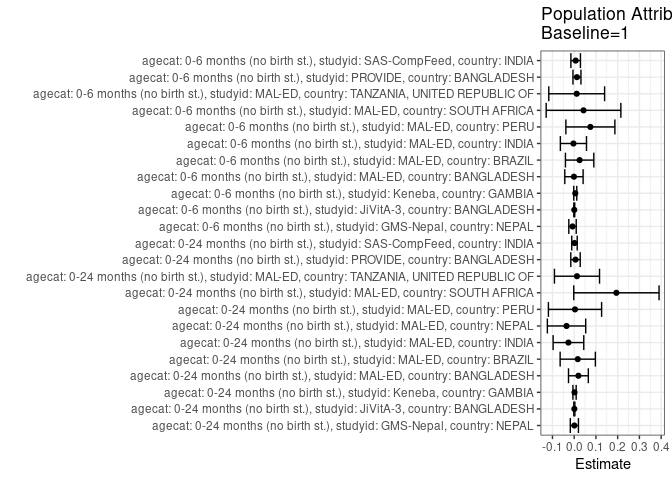 Population Attrib
Baseline=1
agecat: 0-6 months (no birth st.), studyid: SAS-CompFeed, country: INDIA
agecat: 0-6 months (no birth st.), studyid: PROVIDE, country: BANGLADESH
agecat: 0-6 months (no birth st.), studyid: MAL-ED, country: TANZANIA, UNITED REPUBLIC OF
agecat: 0-6 months (no birth st.), studyid: MAL-ED, country: SOUTH AFRICA
agecat: 0-6 months (no birth st.), studyid: MAL-ED, country: PERU
agecat: 0-6 months (no birth st.), studyid: MAL-ED, country: INDIA
agecat: 0-6 months (no birth st.), studyid: MAL-ED, country: BRAZIL
agecat: 0-6 months (no birth st.), studyid: MAL-ED, country: BANGLADESH
agecat: 0-6 months (no birth st.), studyid: Keneba, country: GAMBIA
agecat: 0-6 months (no birth st.), studyid: JiVitA-3, country: BANGLADESH
agecat: 0-6 months (no birth st.), studyid: GMS-Nepal, country: NEPAL
agecat: 0-24 months (no birth st.), studyid: SAS-CompFeed, country: INDIA
agecat: 0-24 months (no birth st.), studyid: PROVIDE, country: BANGLADESH
agecat: 0-24 months (no birth st.), studyid: MAL-ED, country: TANZANIA, UNITED REPUBLIC OF
agecat: 0-24 months (no birth st.), studyid: MAL-ED, country: SOUTH AFRICA
agecat: 0-24 months (no birth st.), studyid: MAL-ED, country: PERU
agecat: 0-24 months (no birth st.), studyid: MAL-ED, country: NEPAL
agecat: 0-24 months (no birth st.), studyid: MAL-ED, country: INDIA
agecat: 0-24 months (no birth st.), studyid: MAL-ED, country: BRAZIL
agecat: 0-24 months (no birth st.), studyid: MAL-ED, country: BANGLADESH
agecat: 0-24 months (no birth st.), studyid: Keneba, country: GAMBIA
agecat: 0-24 months (no birth st.), studyid: JiVitA-3, country: BANGLADESH
agecat: 0-24 months (no birth st.), studyid: GMS-Nepal, country: NEPAL
-0.1 0.0 0.1 0.2 0.3 0.4
Estimate